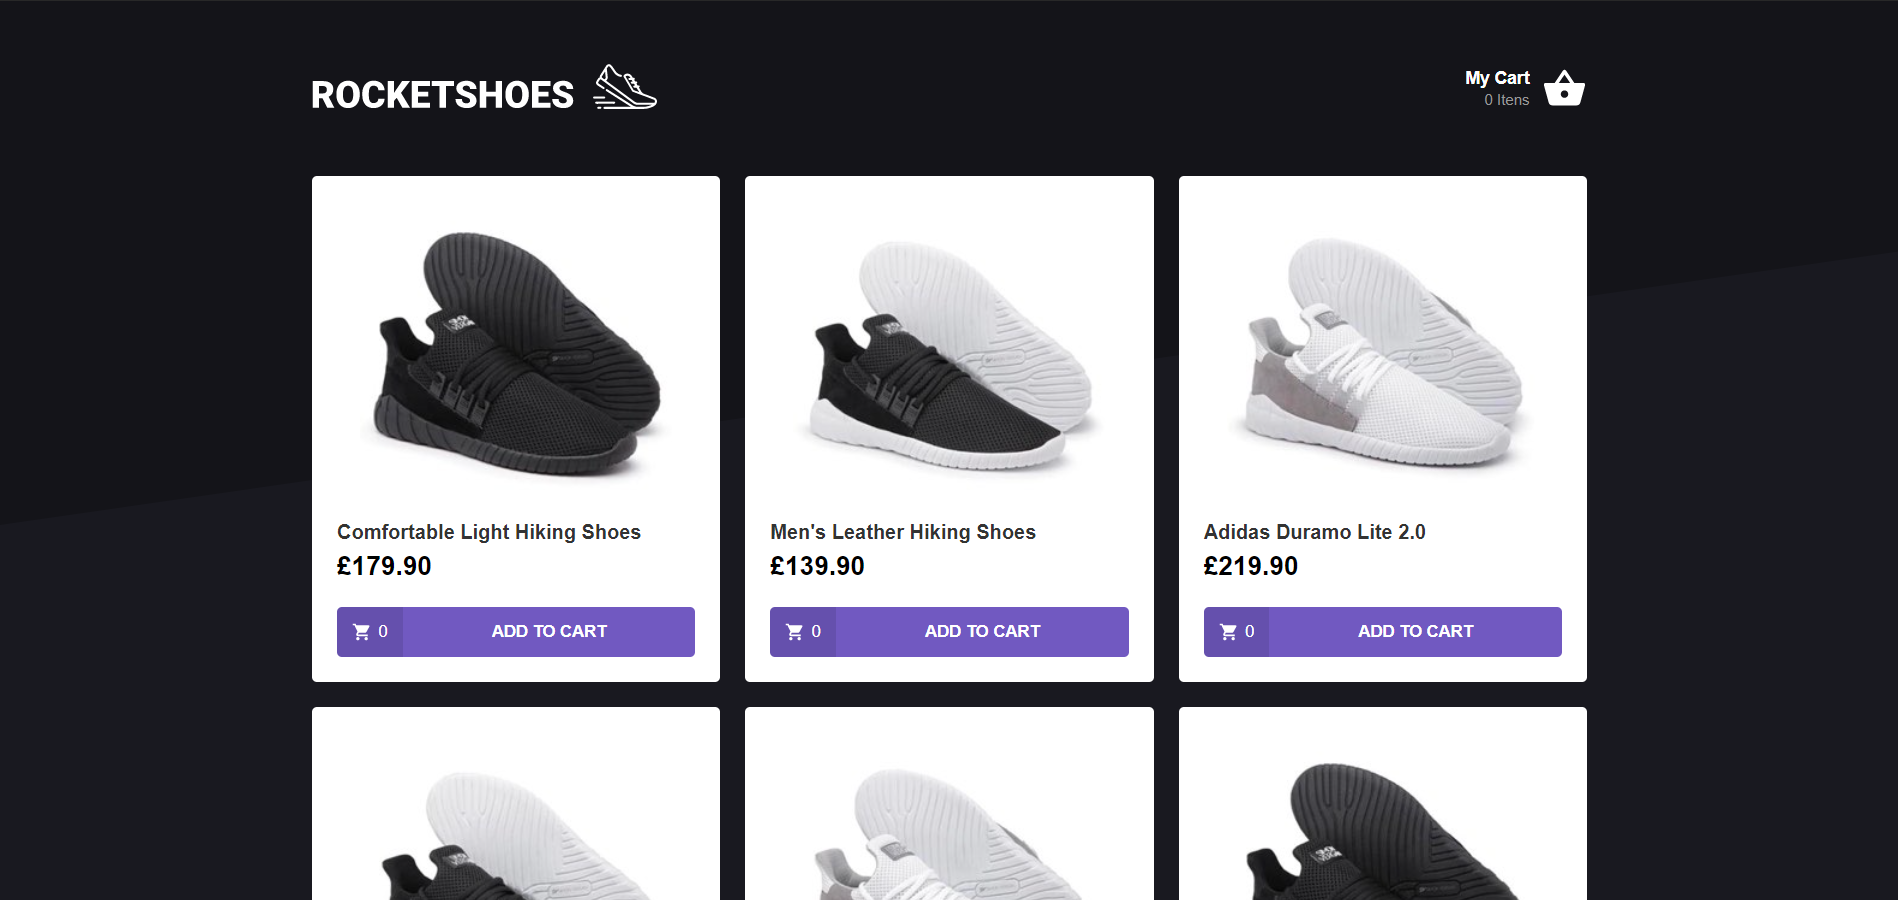 ROCKETSHOES
My Cart
0 Itens
Comfortable Light Hiking Shoes
£179.90
0 ADD TO CART
Men's Leather Hiking Shoes
£139.90
0 ADD TO CART
Adidas Duramo Lite 2.0
£219.90
0 ADD TO CART